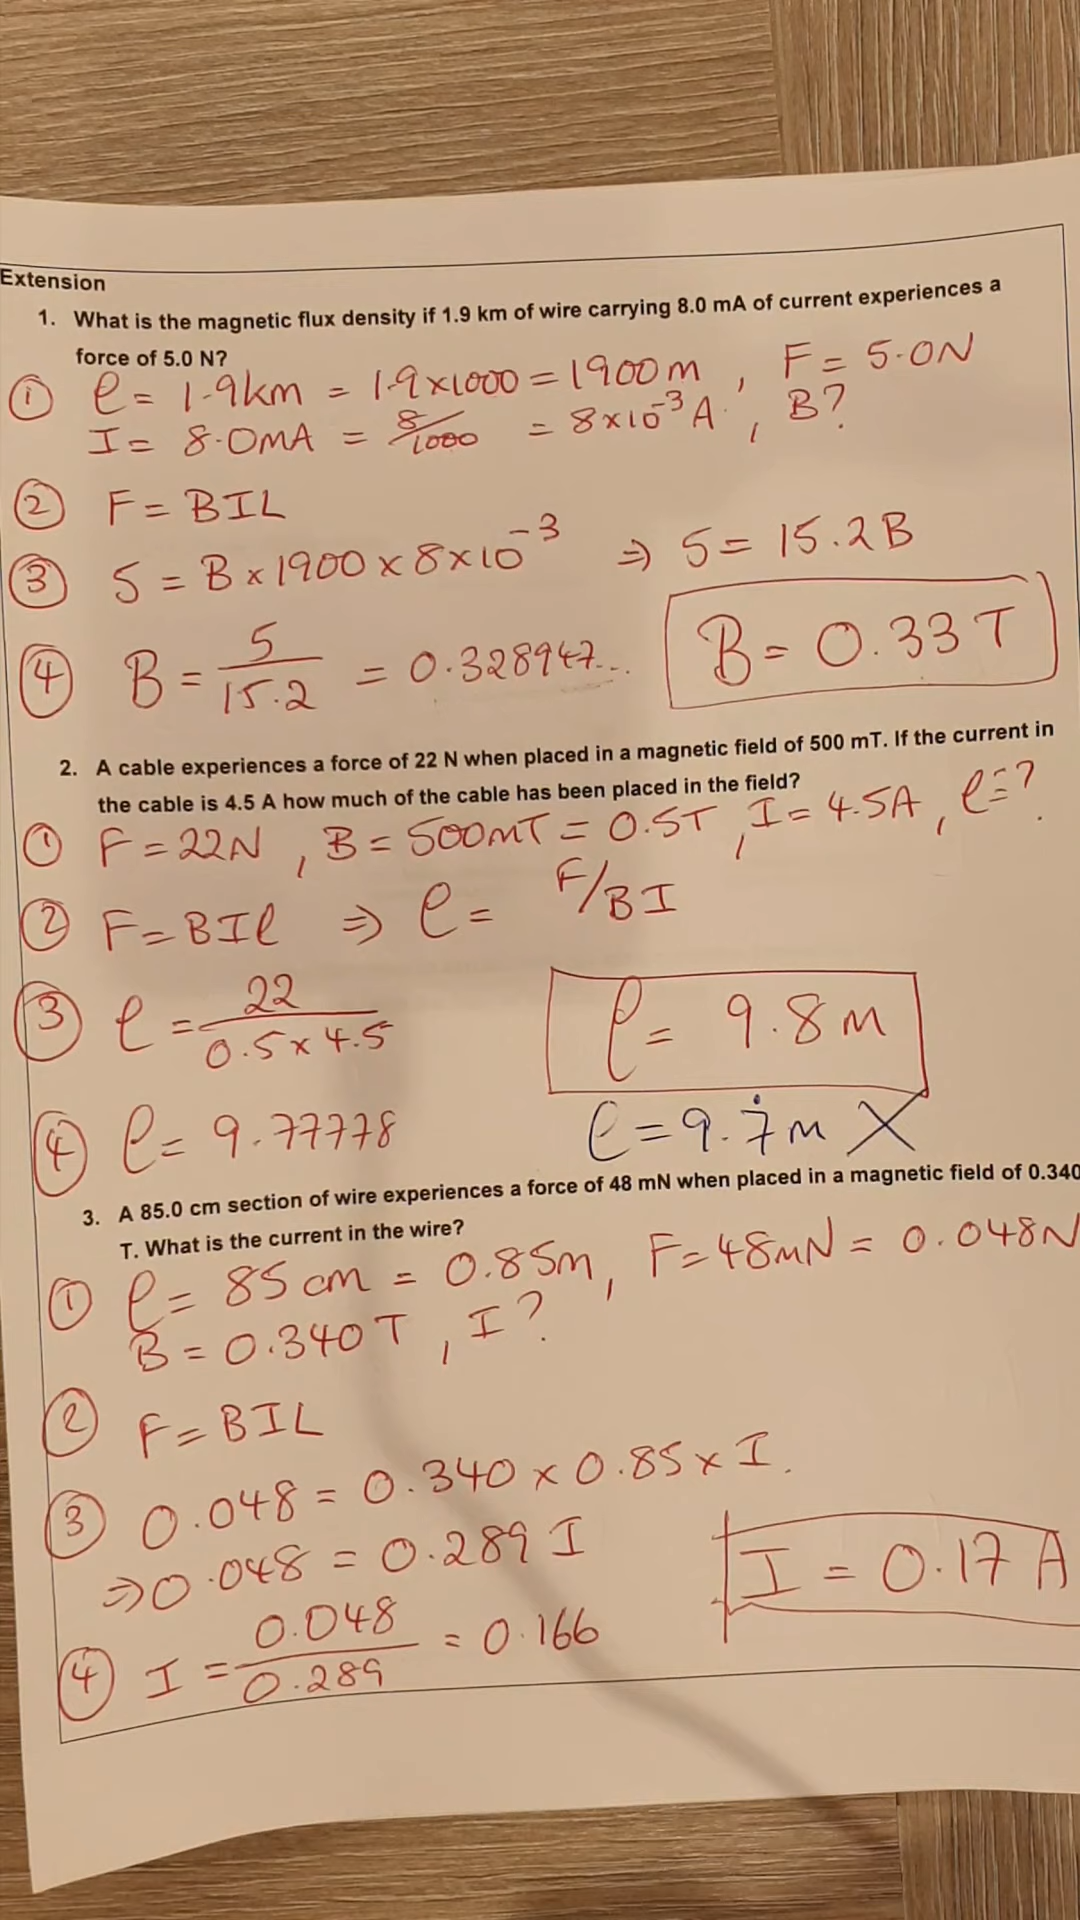 Extension
1. What is the magnetic flux density if 1.9 km of wire carrying 8.0 mA of current experiences a
force of 5.0 N?
① ℓ = 1.9km = 1.9×1000 = 1900m , F = 5.0N
I = 8.0mA = 8/1000 = 8×10⁻³A , B?
② F = BIL
③ 5 = B × 1900 × 8×10⁻³ ⇒ 5 = 15.2B
④ B = 5/15.2 = 0.328947... B = 0.33T
2. A cable experiences a force of 22 N when placed in a magnetic field of 500 mT. If the current in
the cable is 4.5 A how much of the cable has been placed in the field?
① F = 22N , B = 500mT = 0.5T , I = 4.5A , ℓ = ?
② F = BIℓ ⇒ ℓ = F/BI
③ ℓ = 22/0.5×4.5 ℓ = 9.8m
④ ℓ = 9.77778 ℓ = 9.7̇m X
3. A 85.0 cm section of wire experiences a force of 48 mN when placed in a magnetic field of 0.340
T. What is the current in the wire?
① ℓ = 85cm = 0.85m, F = 48mN = 0.048N
B = 0.340T , I?
② F = BIL
③ 0.048 = 0.340 × 0.85 × I.
⇒ 0.048 = 0.289 I I = 0.17 A
④ I = 0.048/0.289 = 0.166